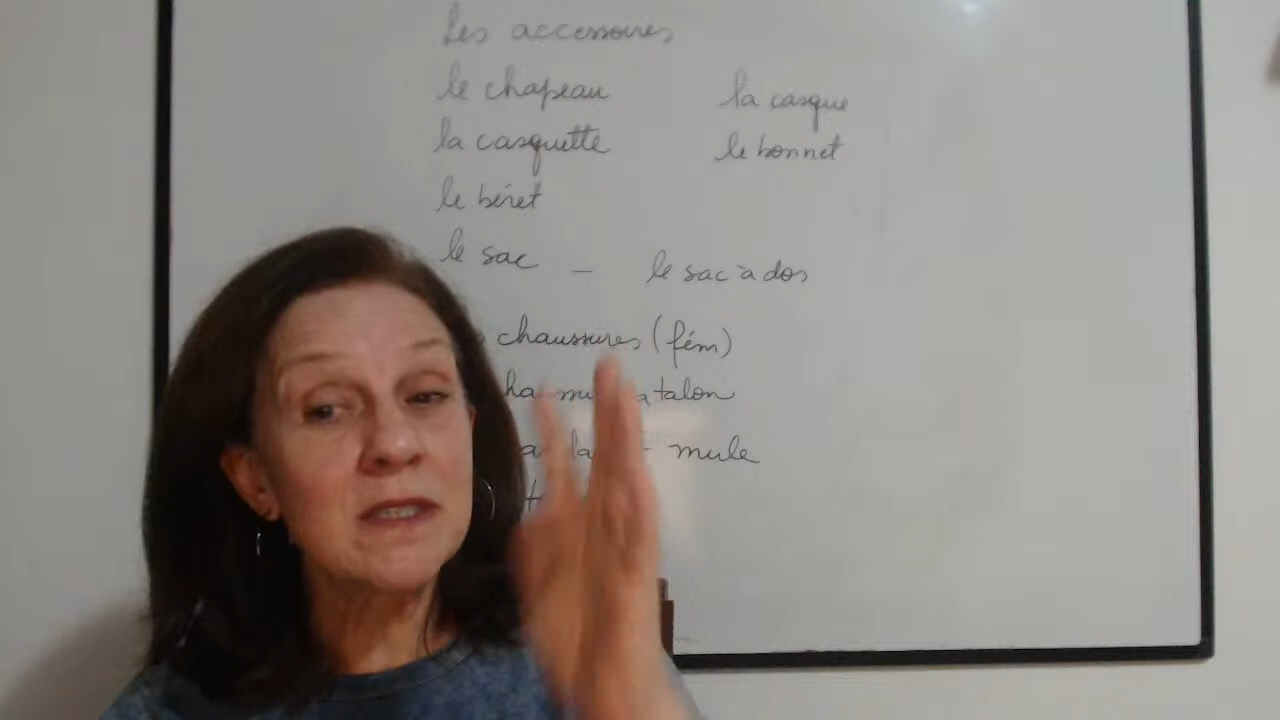 Les accessoires
le chapeau la casque
la casquette le bonnet
le béret
le sac – le sac à dos
chaussures (fém)
talon
mule